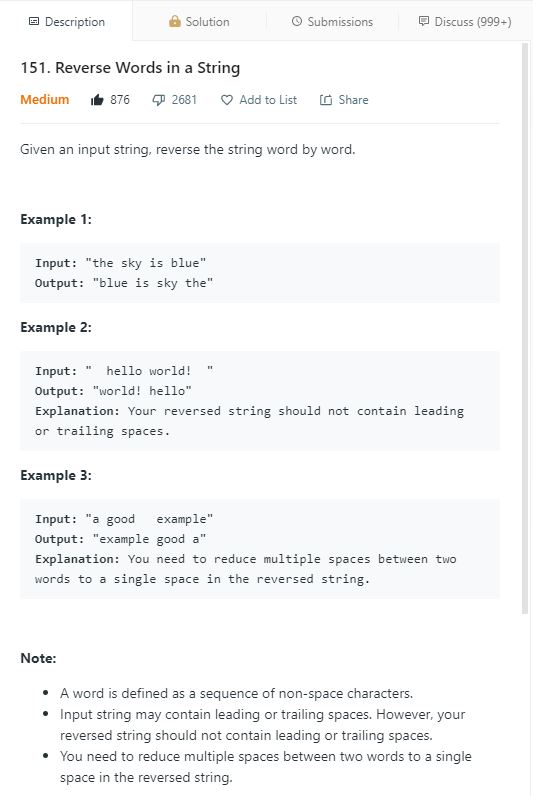 Description
Solution
Submissions
Discuss (999+)
151. Reverse Words in a String
Medium 876 2681 Add to List Share
Given an input string, reverse the string word by word.
Example 1:
Input: "the sky is blue"
Output: "blue is sky the"
Example 2:
Input: "  hello world!  "
Output: "world! hello"
Explanation: Your reversed string should not contain leading
or trailing spaces.
Example 3:
Input: "a good   example"
Output: "example good a"
Explanation: You need to reduce multiple spaces between two
words to a single space in the reversed string.
Note:
• A word is defined as a sequence of non-space characters.
• Input string may contain leading or trailing spaces. However, your
reversed string should not contain leading or trailing spaces.
• You need to reduce multiple spaces between two words to a single
space in the reversed string.